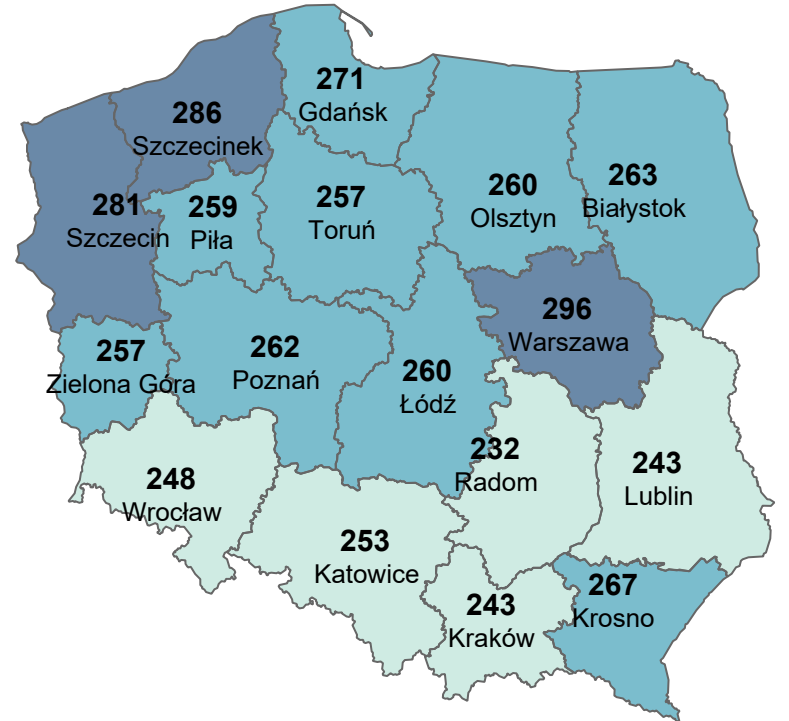 271
Gdańsk
286
Szczecinek
263
Białystok
260
Olsztyn
257
Toruń
259
Piła
281
Szczecin
296
Warszawa
262
Poznań
257
Zielona Góra
260
Łódź
232
Radom
243
Lublin
248
Wrocław
253
Katowice
267
Krosno
243
Kraków